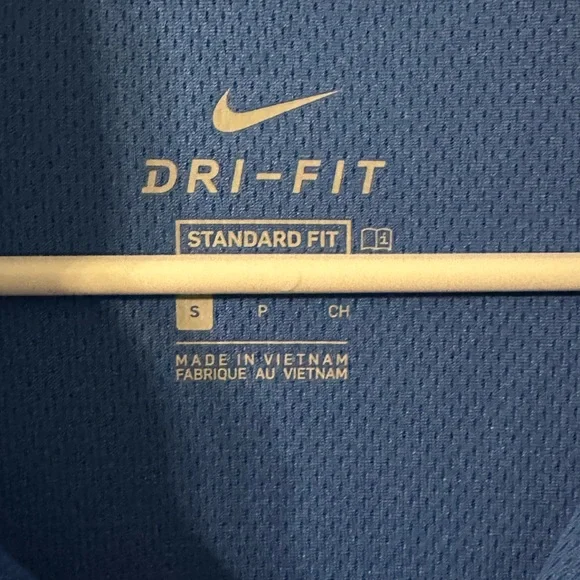 DRI-FIT
STANDARD FIT
S P CH
MADE IN VIETNAM
FABRIQUE AU VIETNAM